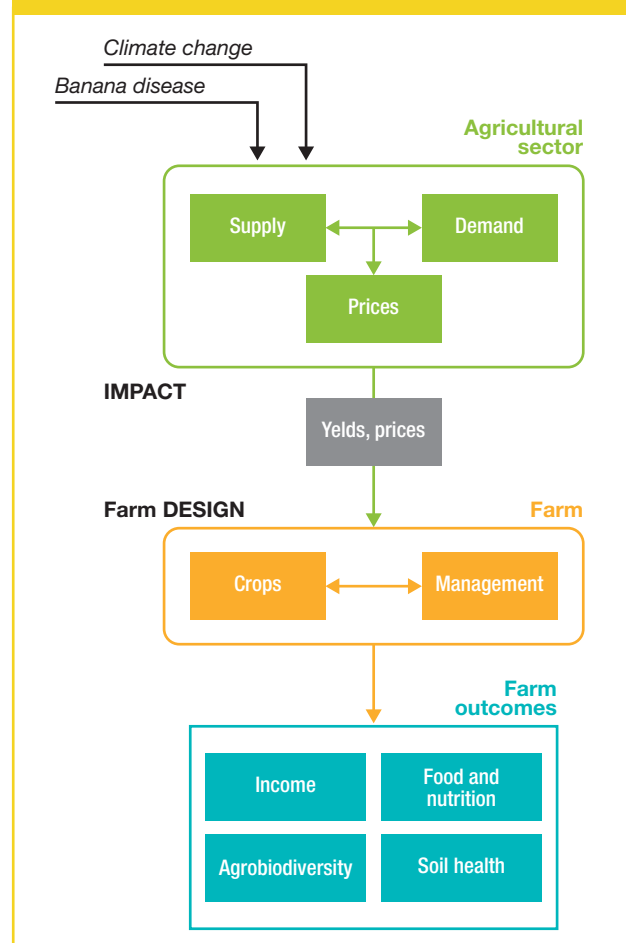 Climate change
Banana disease
Agricultural
sector
Supply
Demand
Prices
IMPACT
Yelds, prices
Farm DESIGN
Farm
Crops
Management
Farm
outcomes
Income
Food and
nutrition
Agrobiodiversity
Soil health